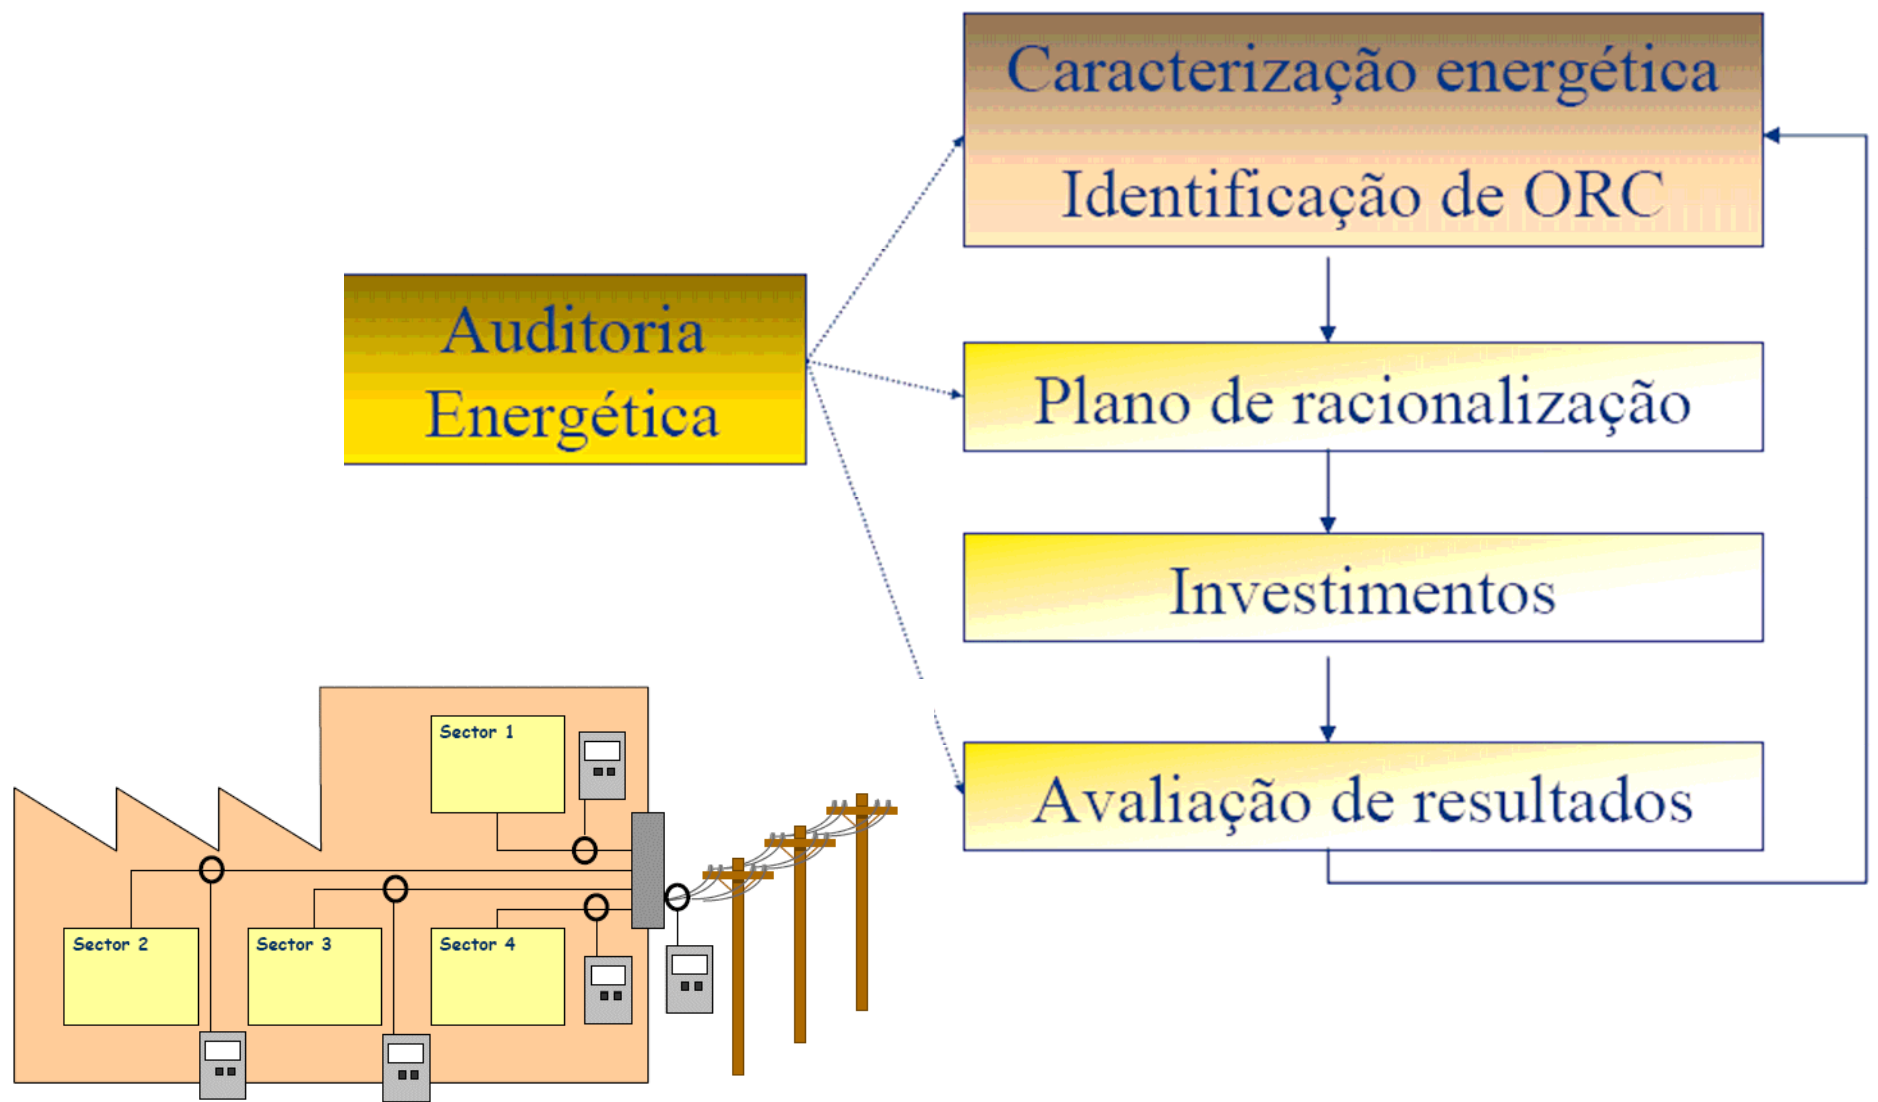 Caracterização energética
Identificação de ORC
Auditoria
Energética
Plano de racionalização
Investimentos
Avaliação de resultados
Sector 1
Sector 2
Sector 3
Sector 4